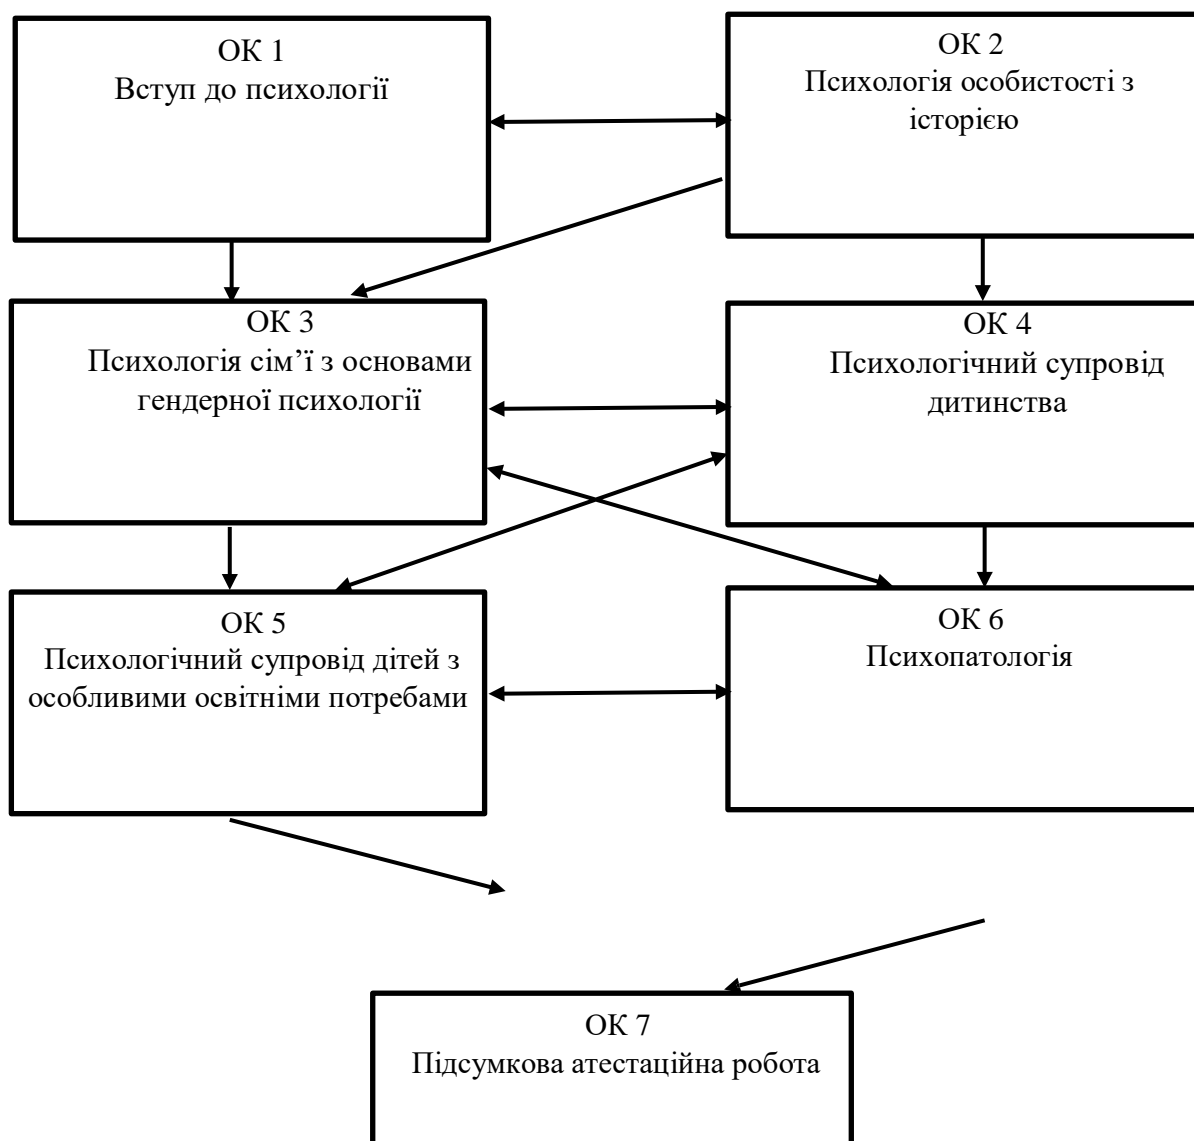 ОК 1
Вступ до психології
ОК 2
Психологія особистості з
історією
ОК 3
Психологія сім’ї з основами
гендерної психології
ОК 4
Психологічний супровід
дитинства
ОК 5
Психологічний супровід дітей з
особливими освітніми потребами
ОК 6
Психопатологія
ОК 7
Підсумкова атестаційна робота